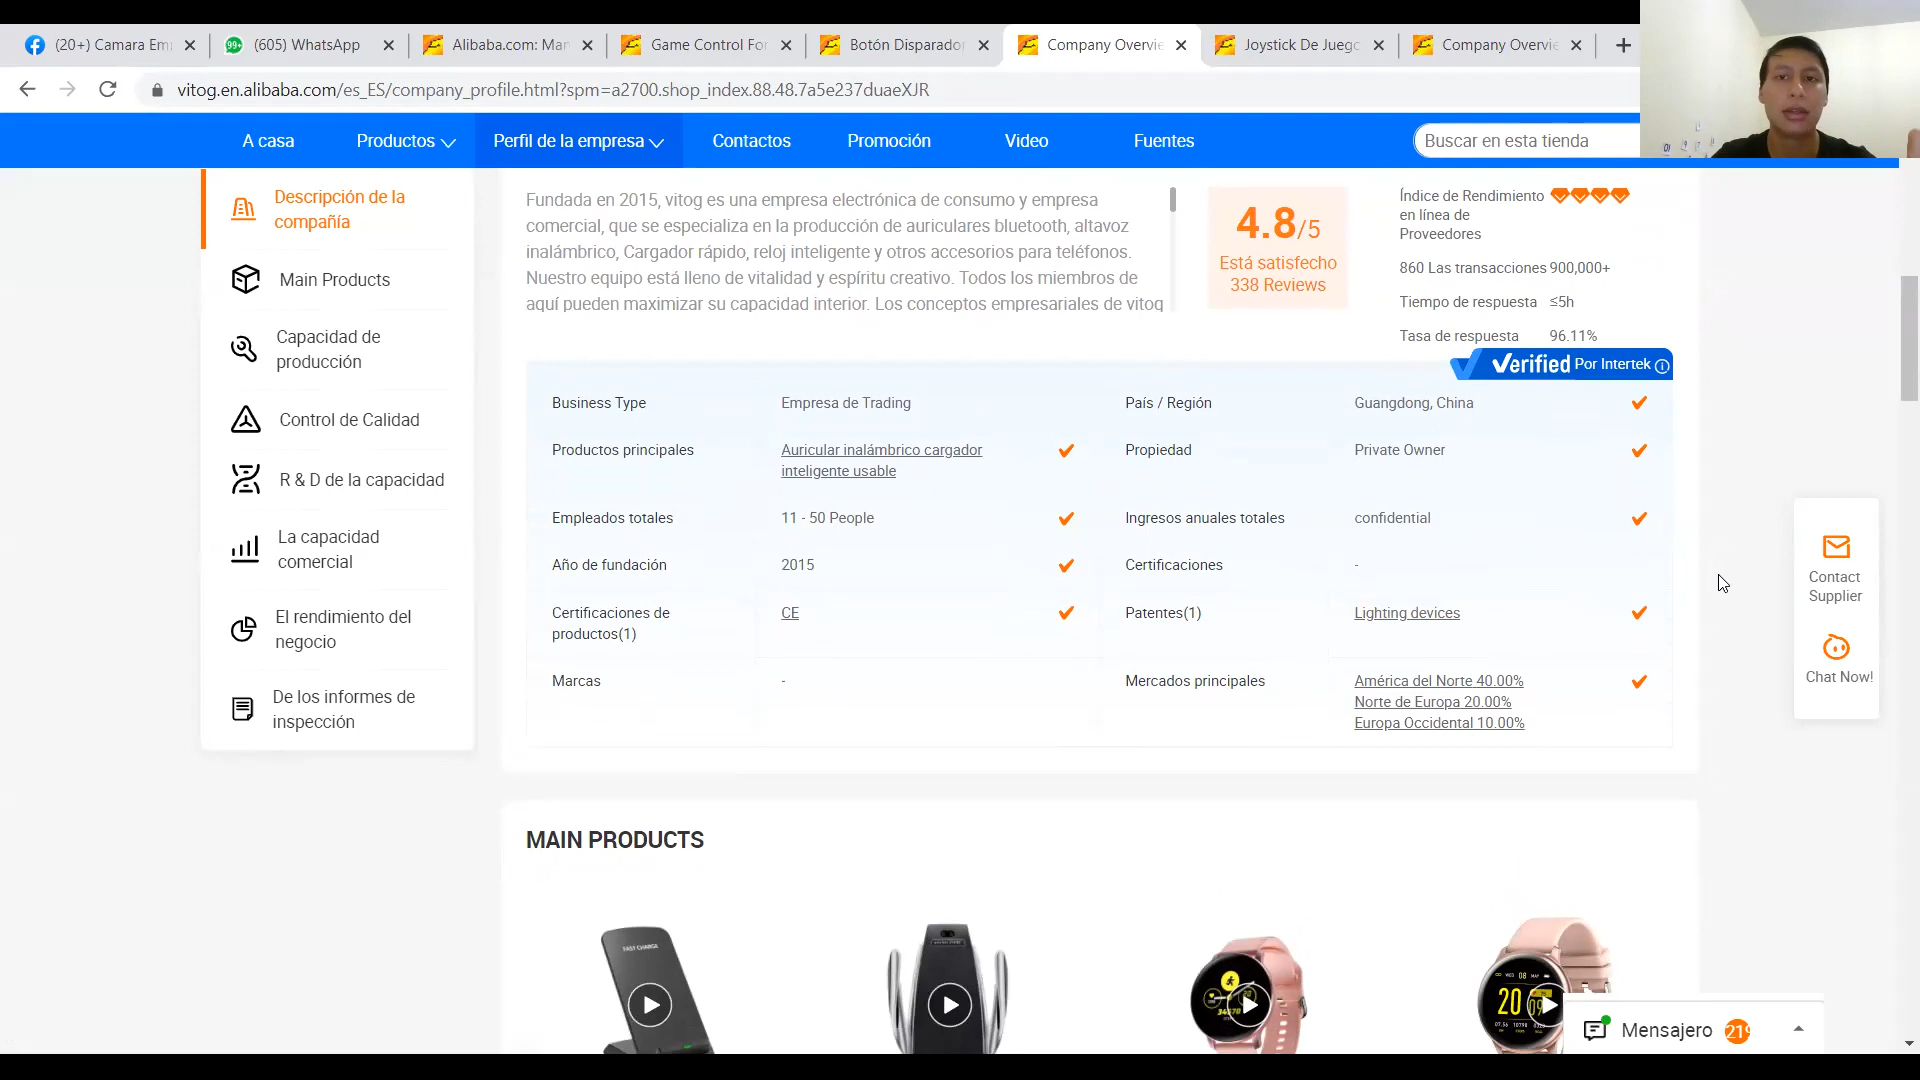 (20+) Camara Em
(605) WhatsApp
Alibaba.com: Man
Game Control For
Botón Disparador
Company Overvie
Joystick De Juego
Company Overvie
vitog.en.alibaba.com/es_ES/company_profile.html?spm=a2700.shop_index.88.48.7a5e237duaeXJR
A casa
Productos
Perfil de la empresa
Contactos
Promoción
Video
Fuentes
Buscar en esta tienda
Descripción de la
compañía
Main Products
Capacidad de
producción
Control de Calidad
R & D de la capacidad
La capacidad
comercial
El rendimiento del
negocio
De los informes de
inspección
Fundada en 2015, vitog es una empresa electrónica de consumo y empresa
comercial, que se especializa en la producción de auriculares bluetooth, altavoz
inalámbrico, Cargador rápido, reloj inteligente y otros accesorios para teléfonos.
Nuestro equipo está lleno de vitalidad y espíritu creativo. Todos los miembros de
aquí pueden maximizar su capacidad interior. Los conceptos empresariales de vitog
4.8/5
Está satisfecho
338 Reviews
Índice de Rendimiento
en línea de
Proveedores
860 Las transacciones 900,000+
Tiempo de respuesta ≤5h
Tasa de respuesta 96.11%
Verified Por Intertek
Business Type Empresa de Trading
País / Región Guangdong, China
Productos principales Auricular inalámbrico cargador
inteligente usable
Propiedad Private Owner
Empleados totales 11 - 50 People
Ingresos anuales totales confidential
Año de fundación 2015
Certificaciones -
Certificaciones de
productos(1) CE
Patentes(1) Lighting devices
Marcas -
Mercados principales América del Norte 40.00%
Norte de Europa 20.00%
Europa Occidental 10.00%
Contact
Supplier
Chat Now!
MAIN PRODUCTS
FAST CHARGE
Mensajero